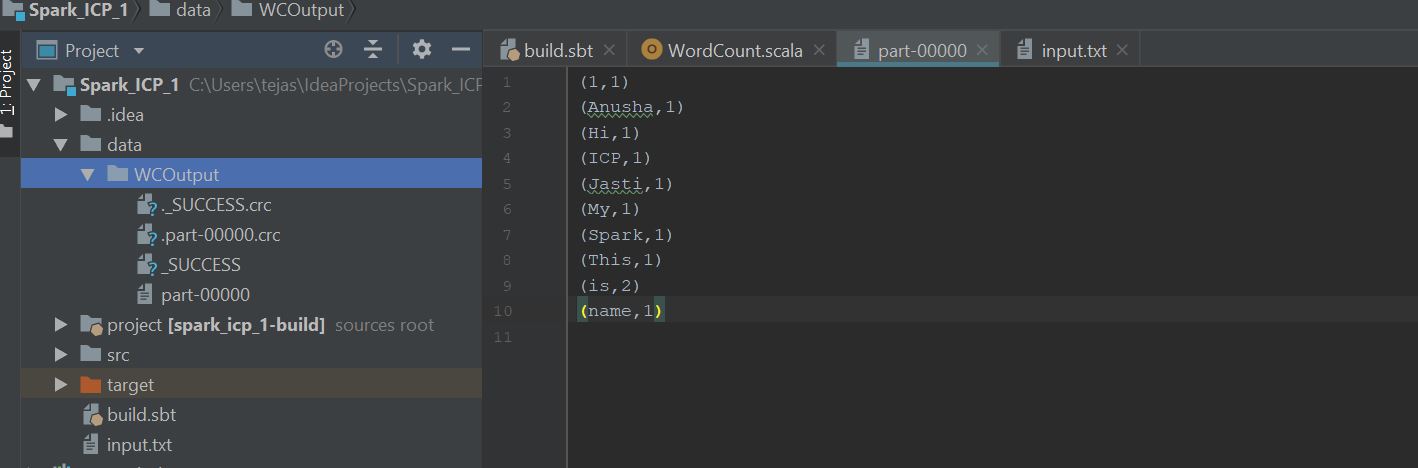 Spark_ICP_1 data WCOutput
1: Project
Project
Spark_ICP_1 C:\Users\tejas\IdeaProjects\Spark_ICP
.idea
data
WCOutput
._SUCCESS.crc
.part-00000.crc
_SUCCESS
part-00000
project [spark_icp_1-build] sources root
src
target
build.sbt
input.txt
build.sbt WordCount.scala part-00000 input.txt
1 (1,1)
2 (Anusha,1)
3 (Hi,1)
4 (ICP,1)
5 (Jasti,1)
6 (My,1)
7 (Spark,1)
8 (This,1)
9 (is,2)
10 (name,1)
11